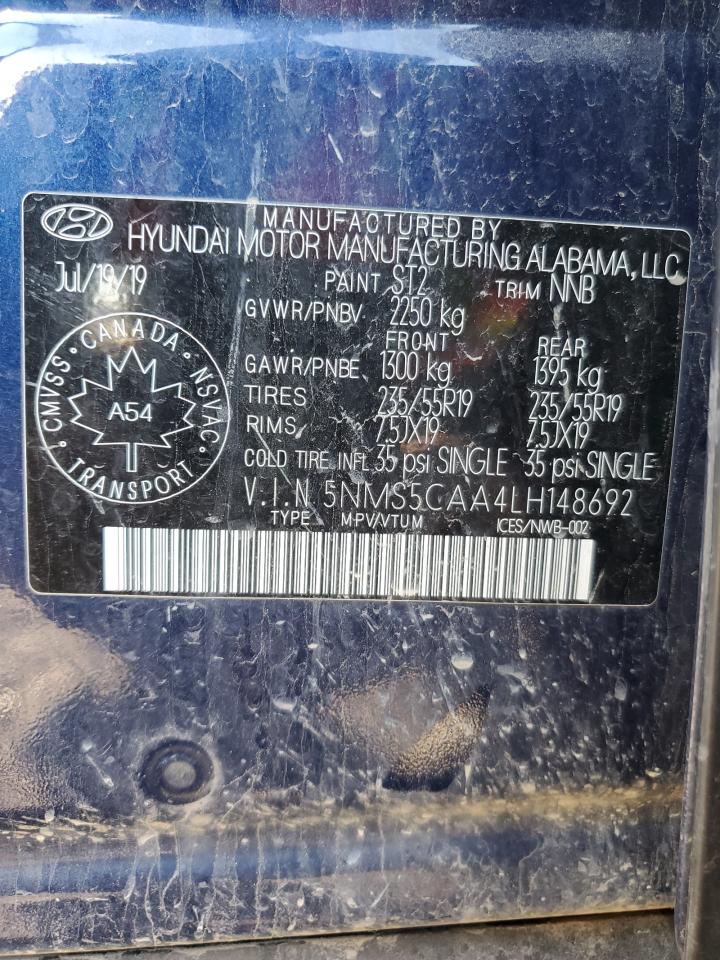 MANUFACTURED BY
HYUNDAI MOTOR MANUFACTURING ALABAMA, LLC
Jul/19/19 PAINT ST2 TRIM NNB
GVWR/PNBV 2250 kg
FRONT REAR
GAWR/PNBE 1300 kg 1395 kg
TIRES 235/55R19 235/55R19
RIMS 7.5JX19 7.5JX19
COLD TIRE INFL 35 psi SINGLE 35 psi SINGLE
V.I.N 5NMS5CAA4LH148692
TYPE M-PV/VTUM ICES/NWB-002
CMVSS · CANADA · NSVAC · TRANSPORT ·
A54